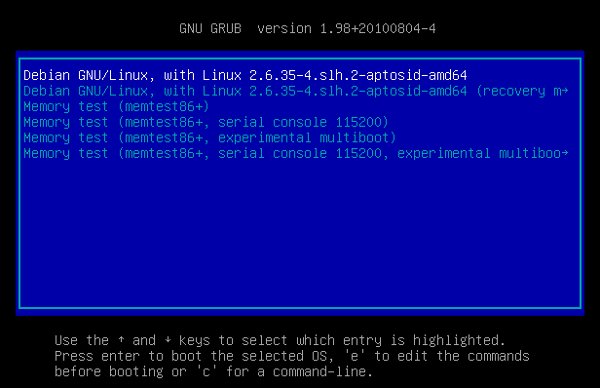 GNU GRUB  version 1.98+20100804-4
Debian GNU/Linux, with Linux 2.6.35-4.slh.2-aptosid-amd64
Debian GNU/Linux, with Linux 2.6.35-4.slh.2-aptosid-amd64 (recovery m→
Memory test (memtest86+)
Memory test (memtest86+, serial console 115200)
Memory test (memtest86+, experimental multiboot)
Memory test (memtest86+, serial console 115200, experimental multiboo→
Use the ↑ and ↓ keys to select which entry is highlighted.
Press enter to boot the selected OS, 'e' to edit the commands
before booting or 'c' for a command-line.